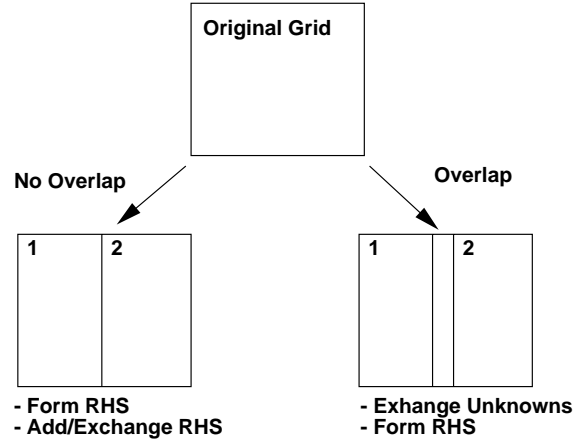 Original Grid
No Overlap
Overlap
1 2
1 2
- Form RHS
- Add/Exchange RHS
- Exhange Unknowns
- Form RHS